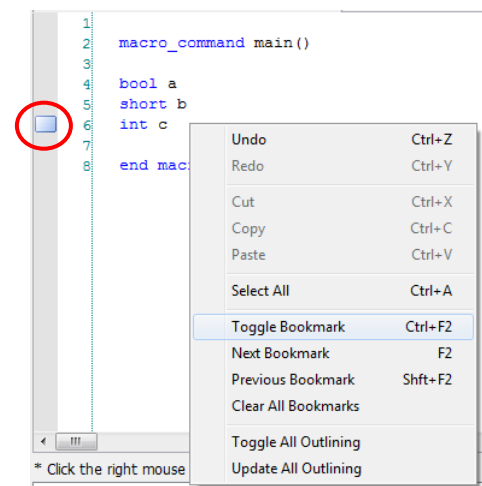 1
2 macro_command main()
3
4 bool a
5 short b
6 int c
7
8 end mac
Undo Ctrl+Z
Redo Ctrl+Y
Cut Ctrl+X
Copy Ctrl+C
Paste Ctrl+V
Select All Ctrl+A
Toggle Bookmark Ctrl+F2
Next Bookmark F2
Previous Bookmark Shft+F2
Clear All Bookmarks
Toggle All Outlining
Update All Outlining
* Click the right mouse